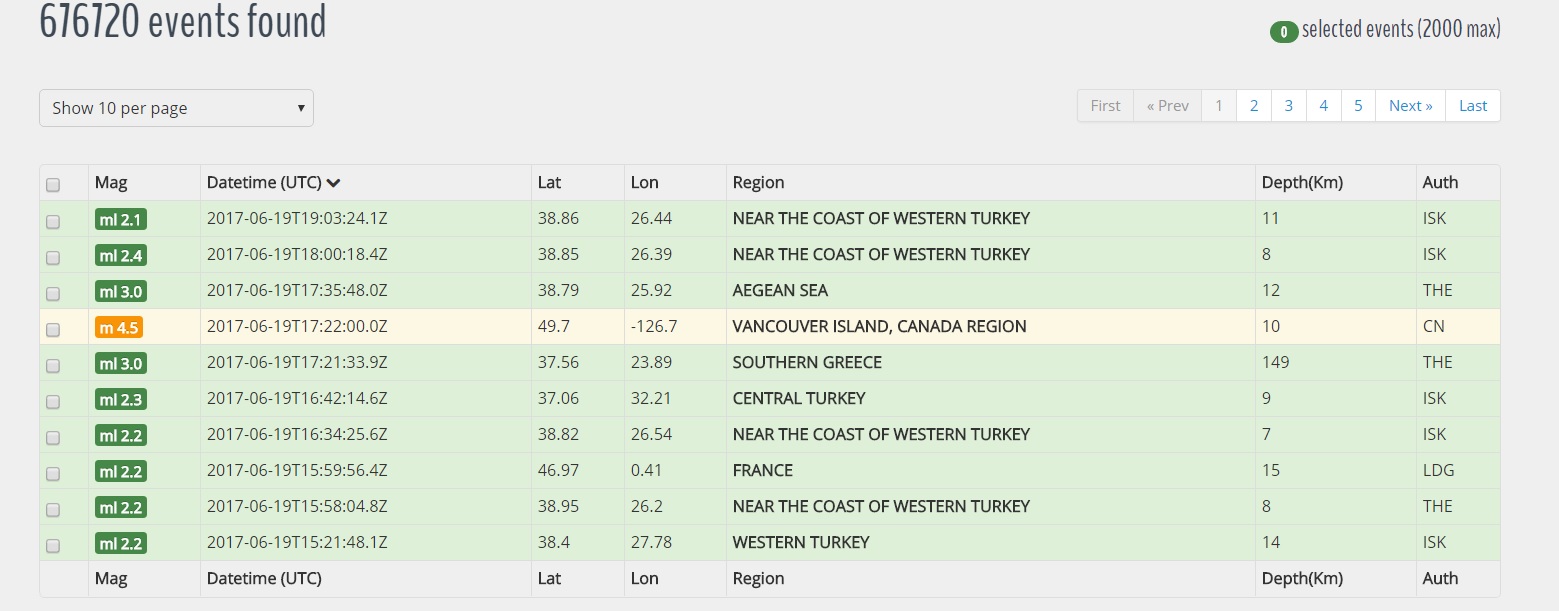 676720 events found
0 selected events (2000 max)
Show 10 per page
First « Prev 1 2 3 4 5 Next » Last
Mag Datetime (UTC) Lat Lon Region Depth(Km) Auth
ml 2.1 2017-06-19T19:03:24.1Z 38.86 26.44 NEAR THE COAST OF WESTERN TURKEY 11 ISK
ml 2.4 2017-06-19T18:00:18.4Z 38.85 26.39 NEAR THE COAST OF WESTERN TURKEY 8 ISK
ml 3.0 2017-06-19T17:35:48.0Z 38.79 25.92 AEGEAN SEA 12 THE
m 4.5 2017-06-19T17:22:00.0Z 49.7 -126.7 VANCOUVER ISLAND, CANADA REGION 10 CN
ml 3.0 2017-06-19T17:21:33.9Z 37.56 23.89 SOUTHERN GREECE 149 THE
ml 2.3 2017-06-19T16:42:14.6Z 37.06 32.21 CENTRAL TURKEY 9 ISK
ml 2.2 2017-06-19T16:34:25.6Z 38.82 26.54 NEAR THE COAST OF WESTERN TURKEY 7 ISK
ml 2.2 2017-06-19T15:59:56.4Z 46.97 0.41 FRANCE 15 LDG
ml 2.2 2017-06-19T15:58:04.8Z 38.95 26.2 NEAR THE COAST OF WESTERN TURKEY 8 THE
ml 2.2 2017-06-19T15:21:48.1Z 38.4 27.78 WESTERN TURKEY 14 ISK
Mag Datetime (UTC) Lat Lon Region Depth(Km) Auth